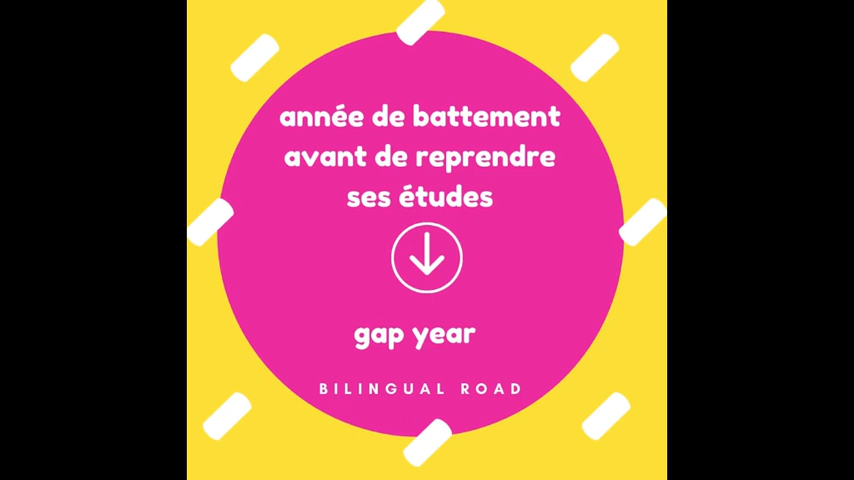 année de battement
avant de reprendre
ses études
gap year
BILINGUAL ROAD